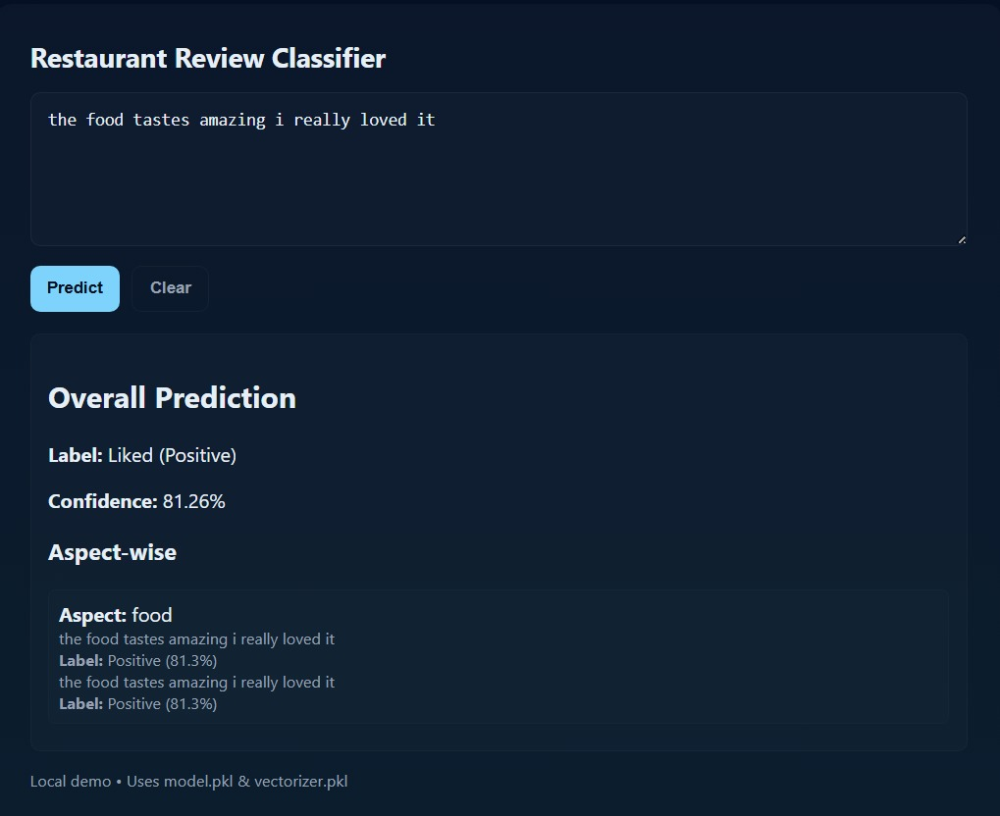 Restaurant Review Classifier
the food tastes amazing i really loved it
Predict
Clear
Overall Prediction
Label: Liked (Positive)
Confidence: 81.26%
Aspect-wise
Aspect: food
the food tastes amazing i really loved it
Label: Positive (81.3%)
the food tastes amazing i really loved it
Label: Positive (81.3%)
Local demo • Uses model.pkl & vectorizer.pkl